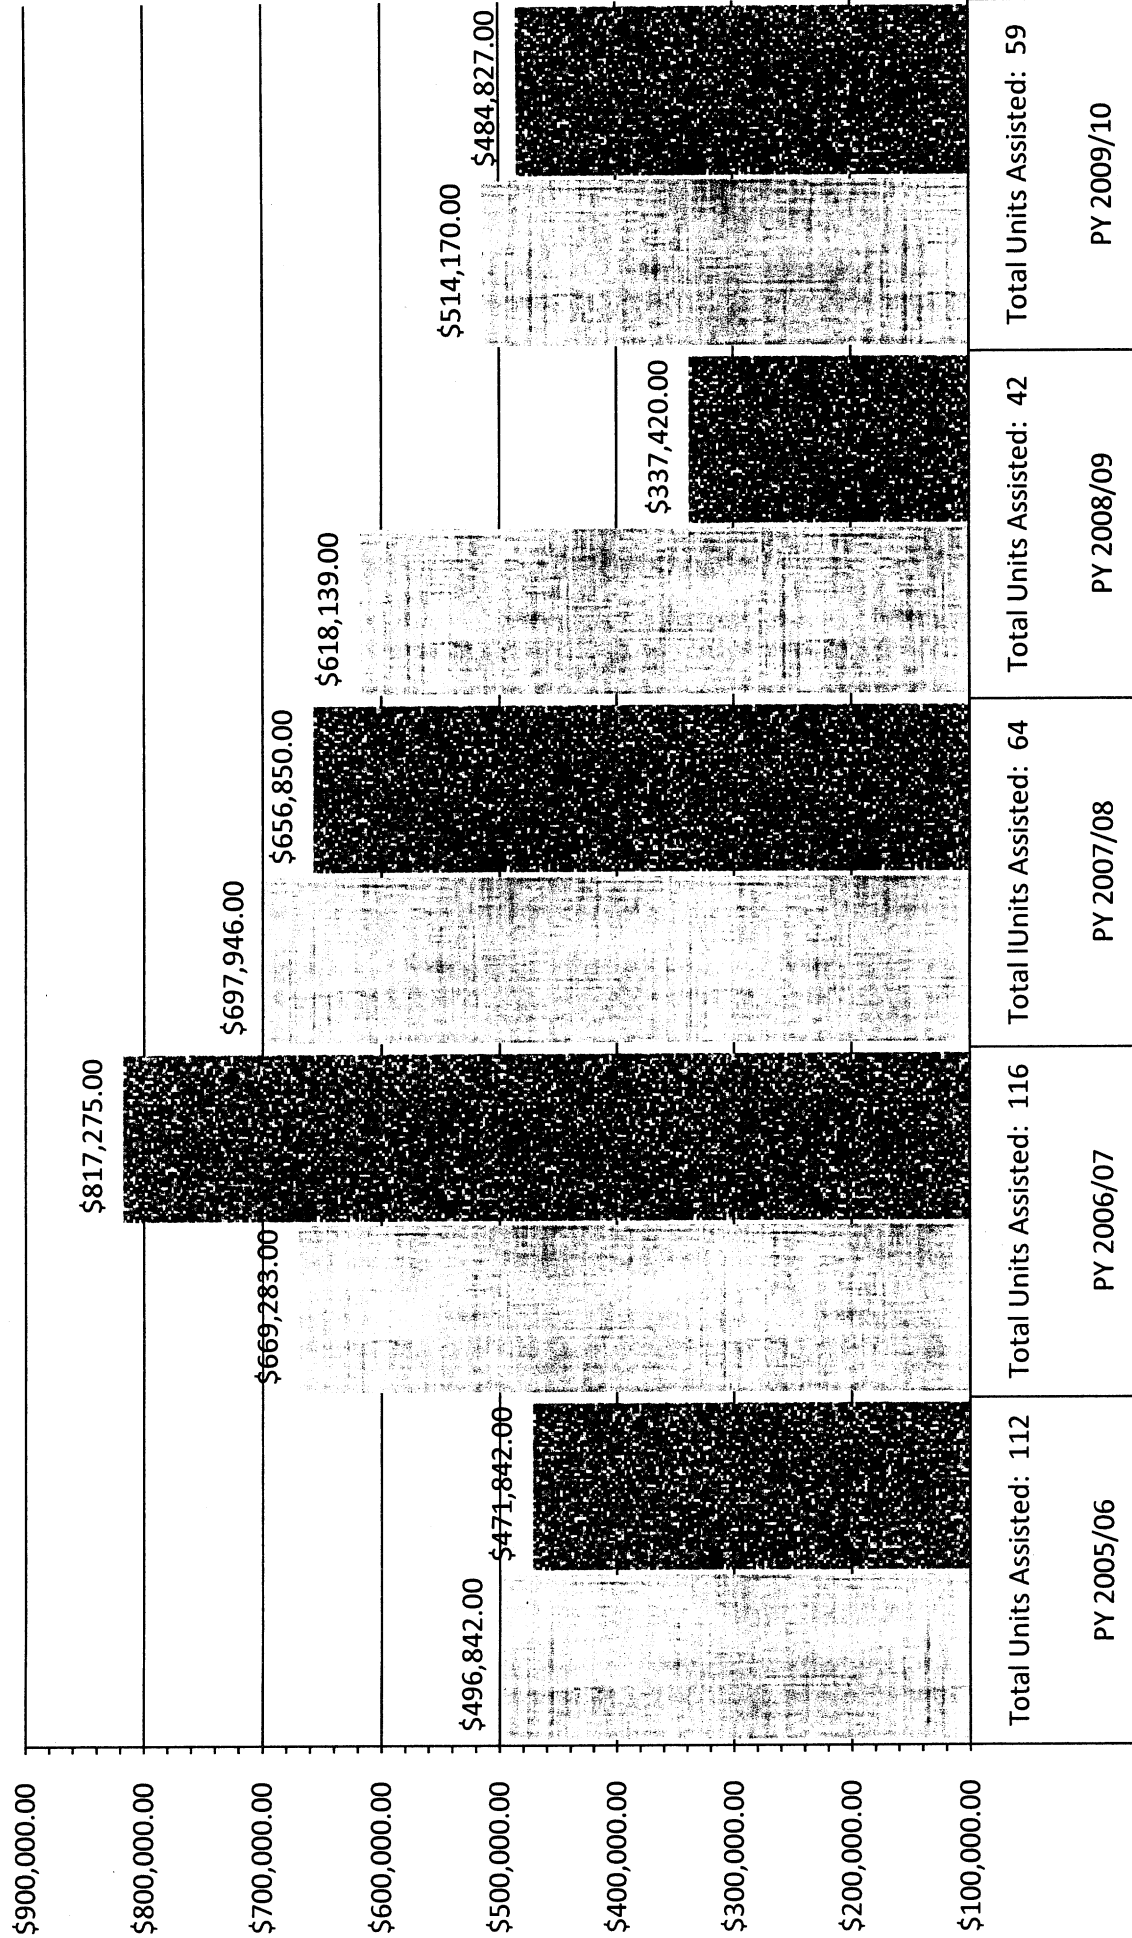 $900,000.00
$800,000.00
$700,000.00
$600,000.00
$500,000.00
$400,000.00
$300,000.00
$200,000.00
$100,000.00
$496,842.00
$471,842.00
$669,283.00
$817,275.00
$697,946.00
$656,850.00
$618,139.00
$337,420.00
$514,170.00
$484,827.00
Total Units Assisted: 112
Total Units Assisted: 116
Total Units Assisted: 64
Total Units Assisted: 42
Total Units Assisted: 59
PY 2005/06
PY 2006/07
PY 2007/08
PY 2008/09
PY 2009/10